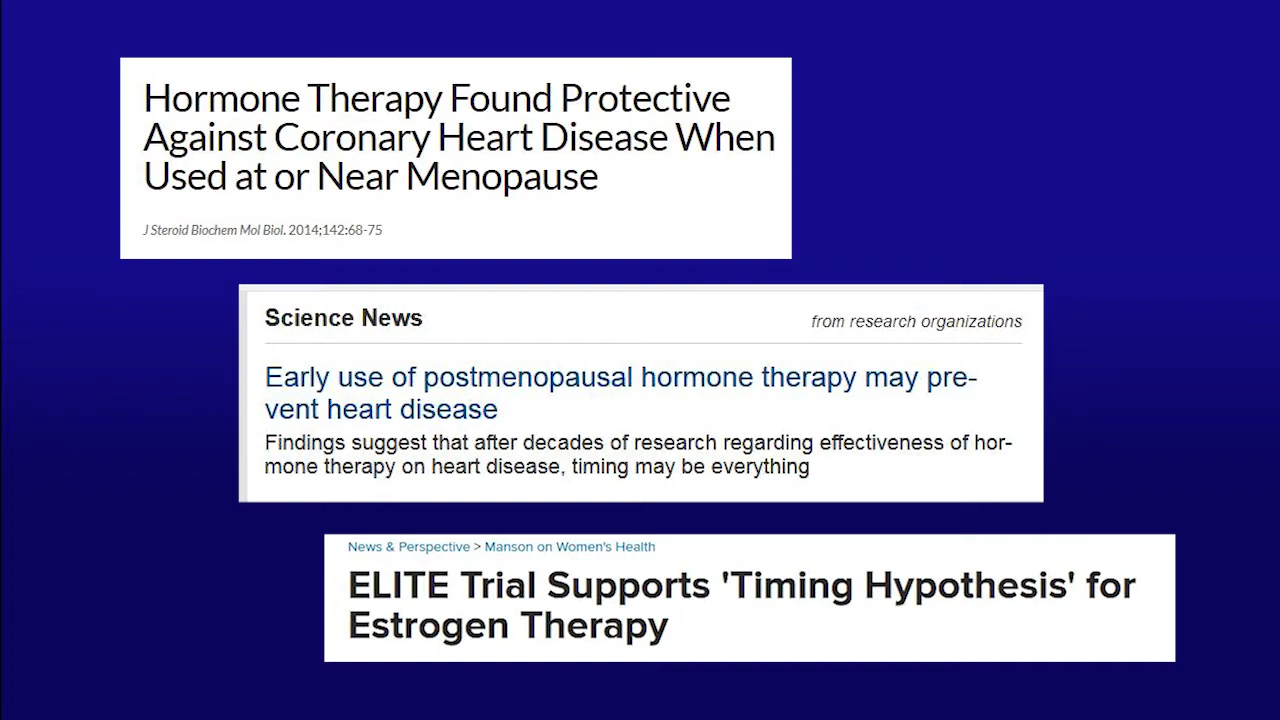 Hormone Therapy Found Protective
Against Coronary Heart Disease When
Used at or Near Menopause
J Steroid Biochem Mol Biol. 2014;142:68-75
Science News
from research organizations
Early use of postmenopausal hormone therapy may pre-
vent heart disease
Findings suggest that after decades of research regarding effectiveness of hor-
mone therapy on heart disease, timing may be everything
News & Perspective > Manson on Women's Health
ELITE Trial Supports 'Timing Hypothesis' for
Estrogen Therapy